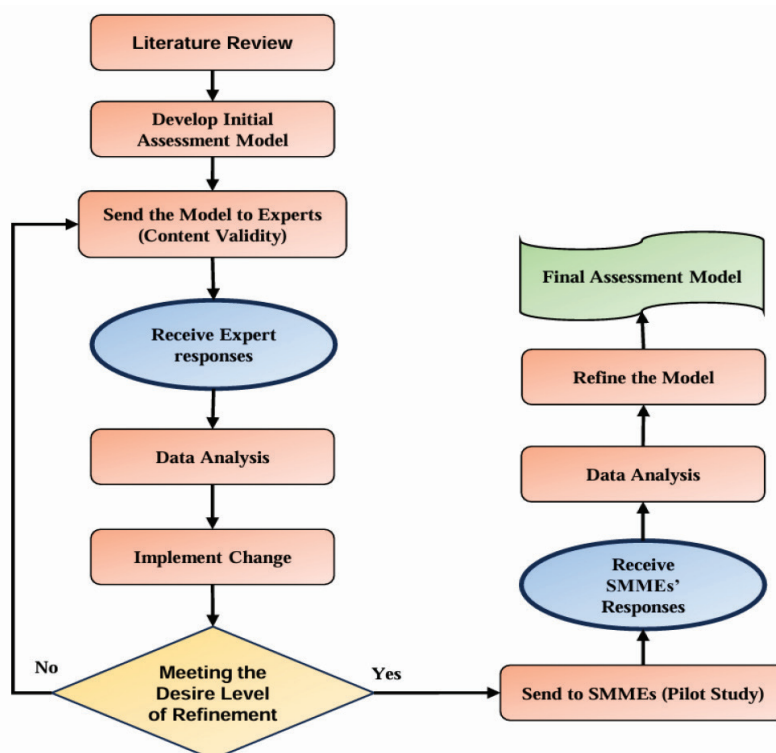 Literature Review
Develop Initial
Assessment Model
Send the Model to Experts
(Content Validity)
Receive Expert
responses
Data Analysis
Implement Change
No
Meeting the
Desire Level
of Refinement
Yes
Send to SMMEs (Pilot Study)
Receive
SMMEs’
Responses
Data Analysis
Refine the Model
Final Assessment Model